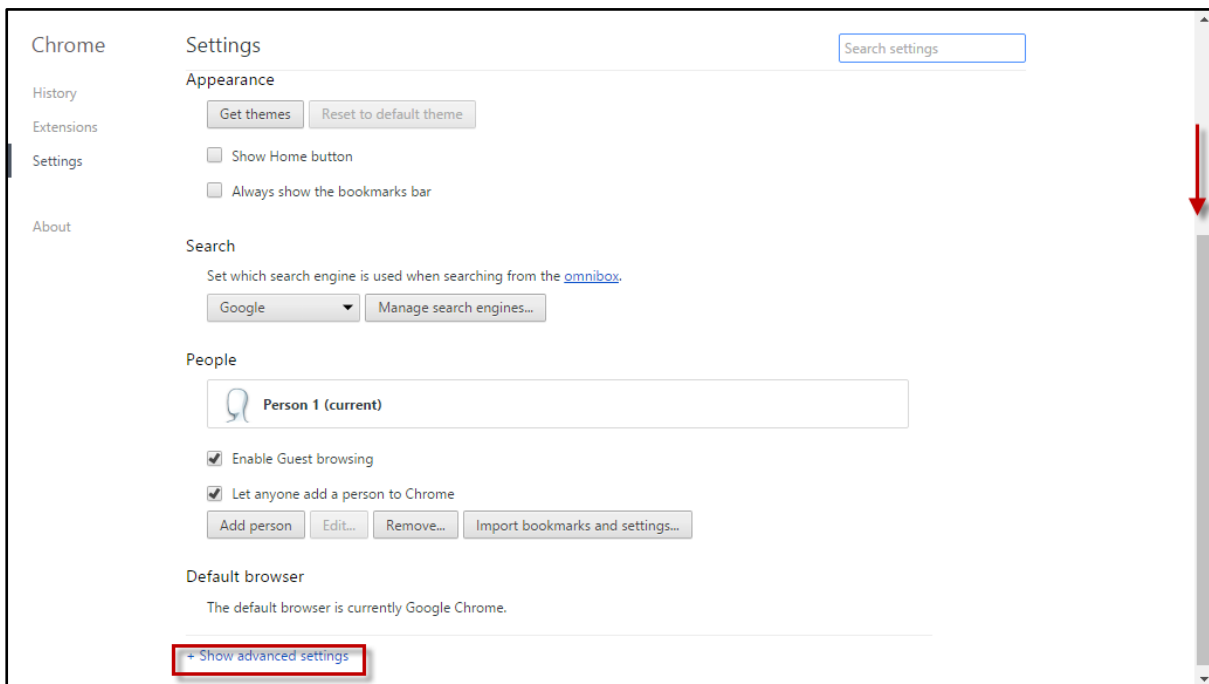 Chrome
Settings
Search settings
History
Extensions
Settings
About
Appearance
Get themes
Reset to default theme
Show Home button
Always show the bookmarks bar
Search
Set which search engine is used when searching from the omnibox.
Google
Manage search engines...
People
Person 1 (current)
Enable Guest browsing
Let anyone add a person to Chrome
Add person
Edit...
Remove...
Import bookmarks and settings...
Default browser
The default browser is currently Google Chrome.
+ Show advanced settings